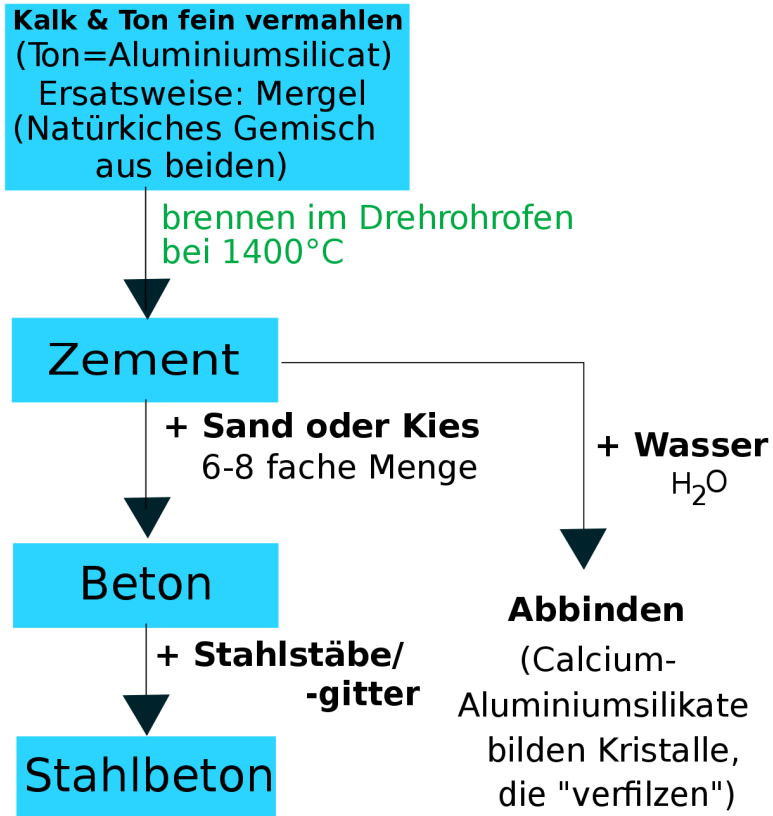 Kalk & Ton fein vermahlen
(Ton=Aluminiumsilicat)
Ersatsweise: Mergel
(Natürkiches Gemisch
aus beiden)
brennen im Drehrohrofen
bei 1400°C
Zement
+ Sand oder Kies
6-8 fache Menge
+ Wasser
H₂O
Beton
Abbinden
(Calcium-
Aluminiumsilikate
bilden Kristalle,
die "verfilzen")
+ Stahlstäbe/
-gitter
Stahlbeton